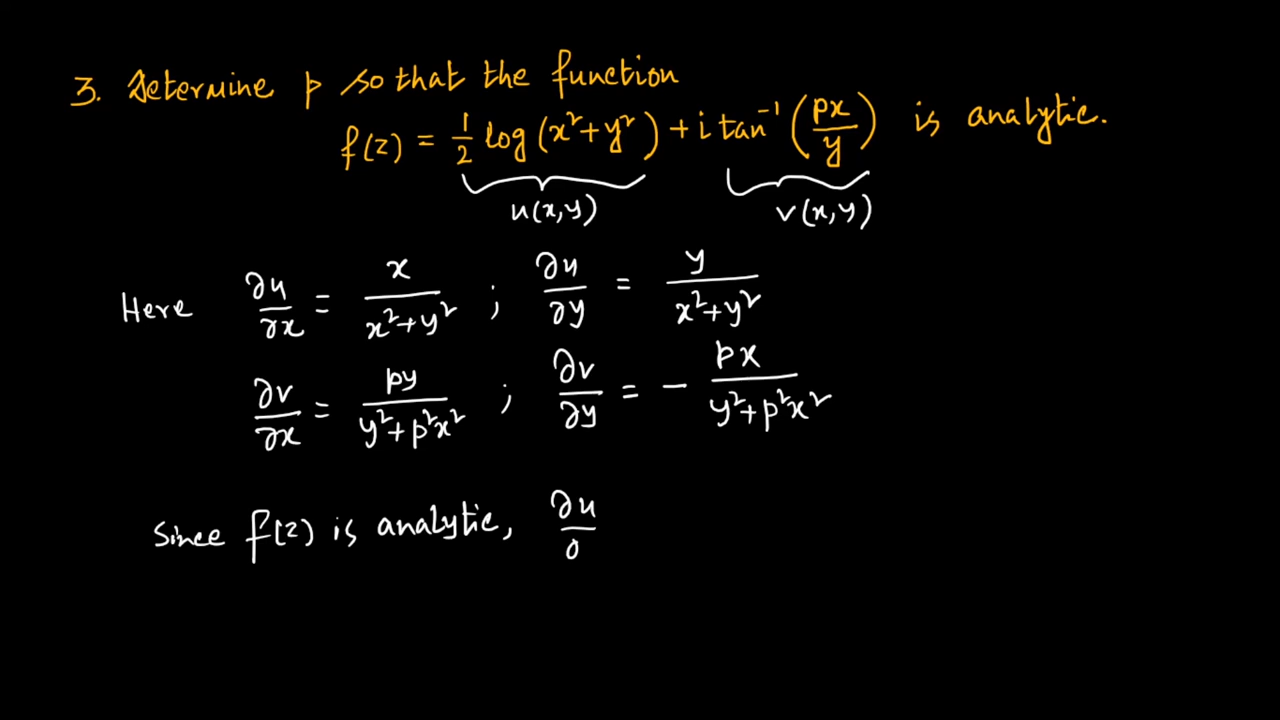 3. Determine p so that the function
f(z) = 1/2 log(x²+y²) + i tan⁻¹(px/y) is analytic.
u(x,y) v(x,y)
Here ∂u/∂x = x/(x²+y²) ; ∂u/∂y = y/(x²+y²)
∂v/∂x = py/(y²+p²x²) ; ∂v/∂y = - px/(y²+p²x²)
Since f(z) is analytic, ∂u/∂